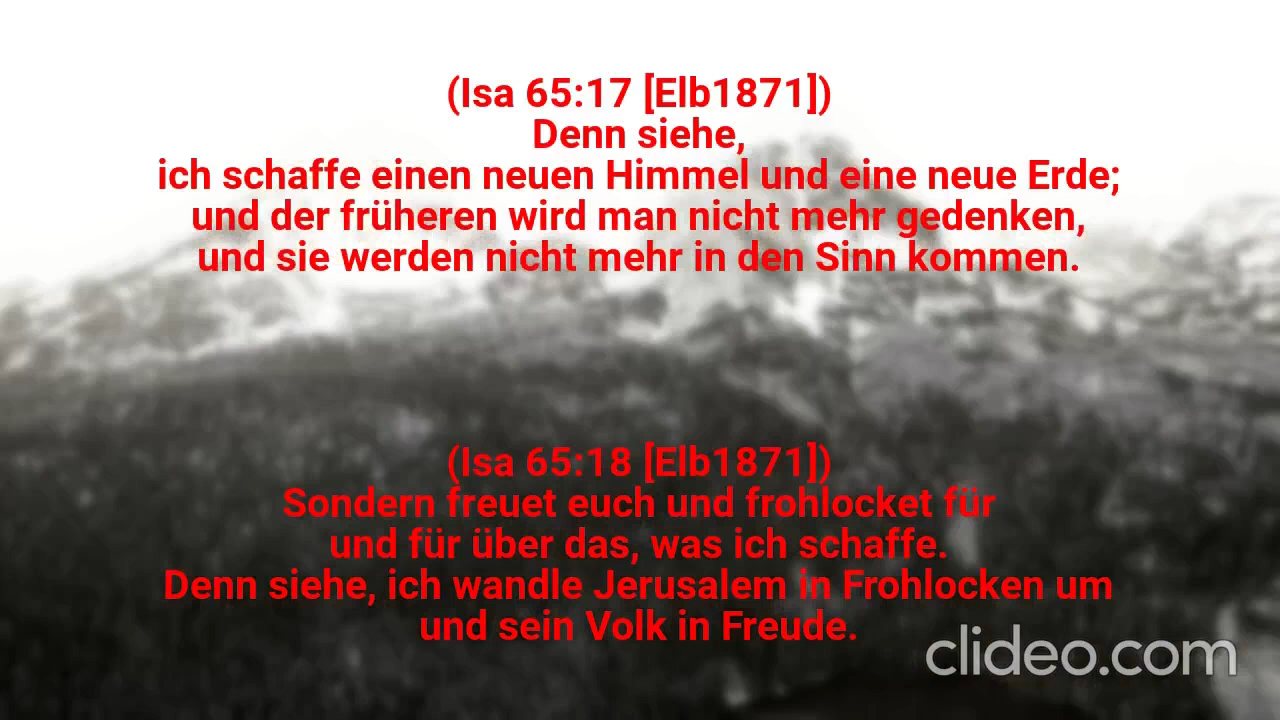 (Isa 65:17 [Elb1871])
Denn siehe,
ich schaffe einen neuen Himmel und eine neue Erde;
und der früheren wird man nicht mehr gedenken,
und sie werden nicht mehr in den Sinn kommen.
(Isa 65:18 [Elb1871])
Sondern freuet euch und frohlocket für
und für über das, was ich schaffe.
Denn siehe, ich wandle Jerusalem in Frohlocken um
und sein Volk in Freude.
clideo.com